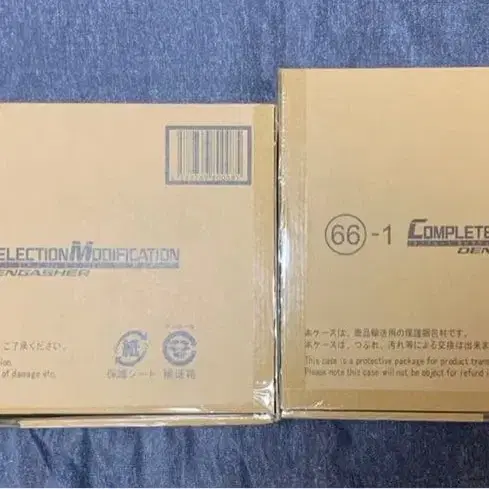 ELECTION MODIFICATION
ENGASHER
ご了承ください。
of damage etc.
保護シート 輸送箱
66-1
COMPLETE
DEN
本ケースは、商品輸送用の保護梱包材です。
本ケースは、つぶれ、汚れ等による交換は出来ま
This case is a protective package for product trans
Please note this case will not be object for refund i